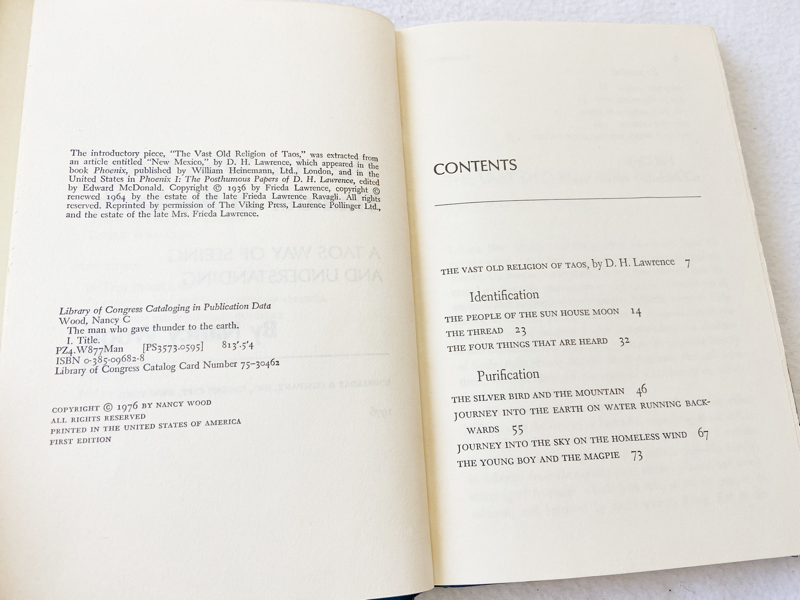 The introductory piece, "The Vast Old Religion of Taos," was extracted from
an article entitled "New Mexico," by D. H. Lawrence, which appeared in the
book Phoenix, published by William Heinemann, Ltd., London, and in the
United States in Phoenix I: The Posthumous Papers of D. H. Lawrence, edited
by Edward McDonald. Copyright © 1936 by Frieda Lawrence, copyright ©
renewed 1964 by the estate of the late Frieda Lawrence Ravagli. All rights
reserved. Reprinted by permission of The Viking Press, Laurence Pollinger Ltd.,
and the estate of the late Mrs. Frieda Lawrence.
Library of Congress Cataloging in Publication Data
Wood, Nancy C
The man who gave thunder to the earth.
I. Title.
PZ4.W877Man [PS3573.0595] 813'.5'4
ISBN 0-385-09682-8
Library of Congress Catalog Card Number 75-30462
COPYRIGHT © 1976 BY NANCY WOOD
ALL RIGHTS RESERVED
PRINTED IN THE UNITED STATES OF AMERICA
FIRST EDITION
CONTENTS
THE VAST OLD RELIGION OF TAOS, by D. H. Lawrence 7
Identification
THE PEOPLE OF THE SUN HOUSE MOON 14
THE THREAD 23
THE FOUR THINGS THAT ARE HEARD 32
Purification
THE SILVER BIRD AND THE MOUNTAIN 46
JOURNEY INTO THE EARTH ON WATER RUNNING BACK-
WARDS 55
JOURNEY INTO THE SKY ON THE HOMELESS WIND 67
THE YOUNG BOY AND THE MAGPIE 73